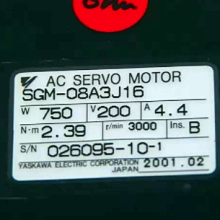 AC SERVO MOTOR
SGM-08A3J16
W 750 V 200 A 4.4
N·m 2.39 r/min 3000 Ins. B
S/N 026095-10-1
YASKAWA ELECTRIC CORPORATION 2001.02
JAPAN